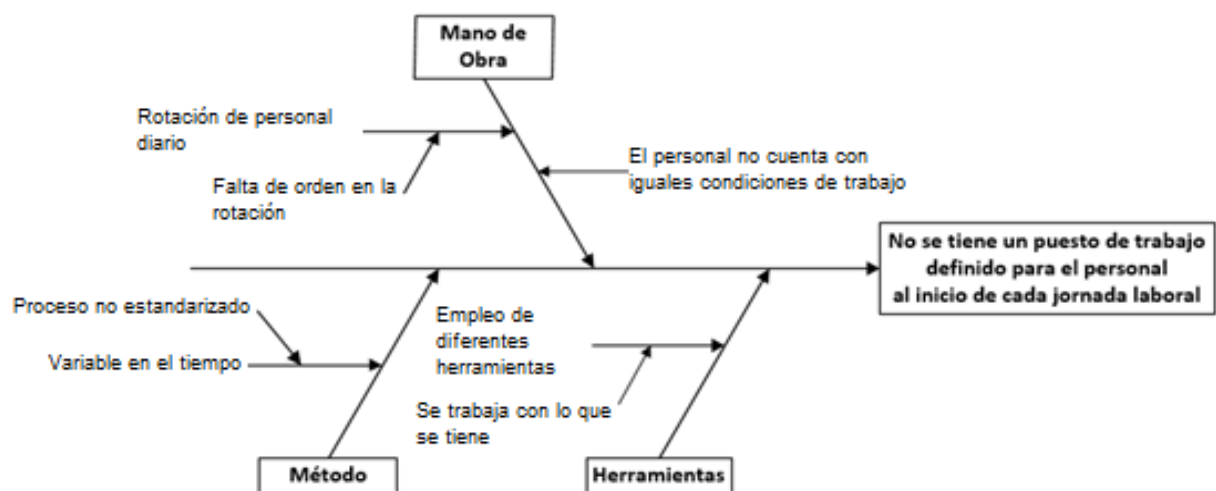 Mano de
Obra
Rotación de personal
diario
El personal no cuenta con
iguales condiciones de trabajo
Falta de orden en la
rotación
No se tiene un puesto de trabajo
definido para el personal
al inicio de cada jornada laboral
Proceso no estandarizado
Empleo de
diferentes
herramientas
Variable en el tiempo
Se trabaja con lo que
se tiene
Método
Herramientas